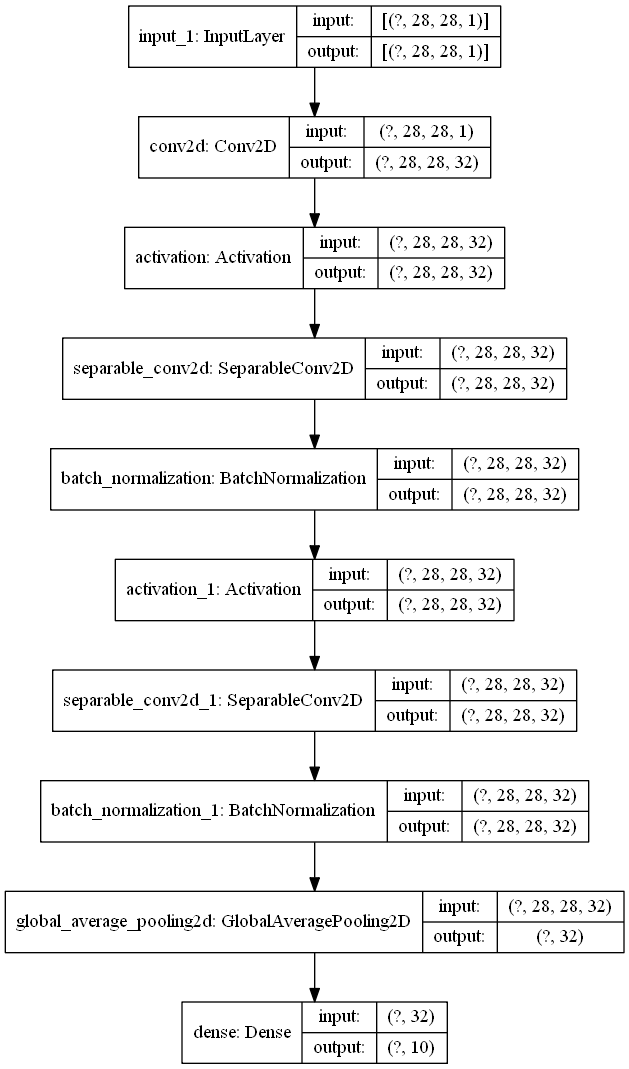 input_1: InputLayer
input: [(?, 28, 28, 1)]
output: [(?, 28, 28, 1)]
conv2d: Conv2D
input: (?, 28, 28, 1)
output: (?, 28, 28, 32)
activation: Activation
input: (?, 28, 28, 32)
output: (?, 28, 28, 32)
separable_conv2d: SeparableConv2D
input: (?, 28, 28, 32)
output: (?, 28, 28, 32)
batch_normalization: BatchNormalization
input: (?, 28, 28, 32)
output: (?, 28, 28, 32)
activation_1: Activation
input: (?, 28, 28, 32)
output: (?, 28, 28, 32)
separable_conv2d_1: SeparableConv2D
input: (?, 28, 28, 32)
output: (?, 28, 28, 32)
batch_normalization_1: BatchNormalization
input: (?, 28, 28, 32)
output: (?, 28, 28, 32)
global_average_pooling2d: GlobalAveragePooling2D
input: (?, 28, 28, 32)
output: (?, 32)
dense: Dense
input: (?, 32)
output: (?, 10)